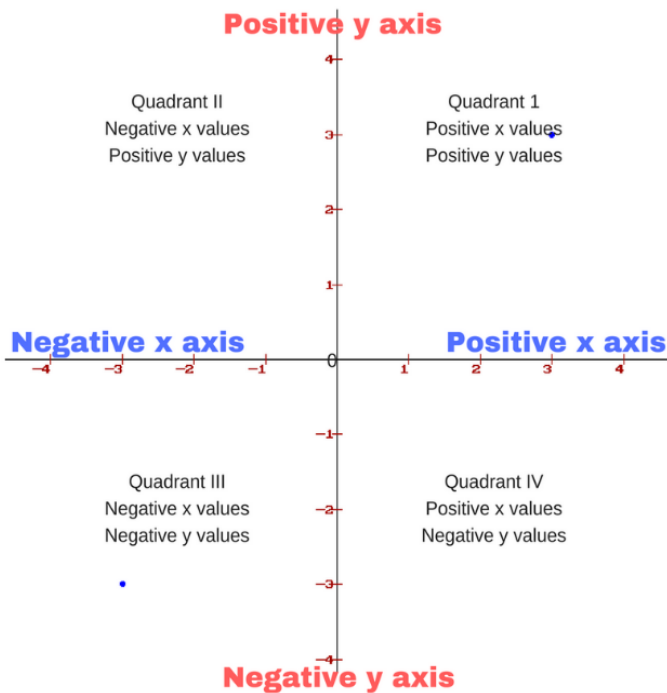 Positive y axis
4
Quadrant II
Quadrant 1
Negative x values
Positive x values
3
Positive y values
Positive y values
2
1
Negative x axis
Positive x axis
0
−4 −3 −2 −1 1 2 3 4
−1
Quadrant III
Quadrant IV
Negative x values
Positive x values
−2
Negative y values
Negative y values
−3
−4
Negative y axis